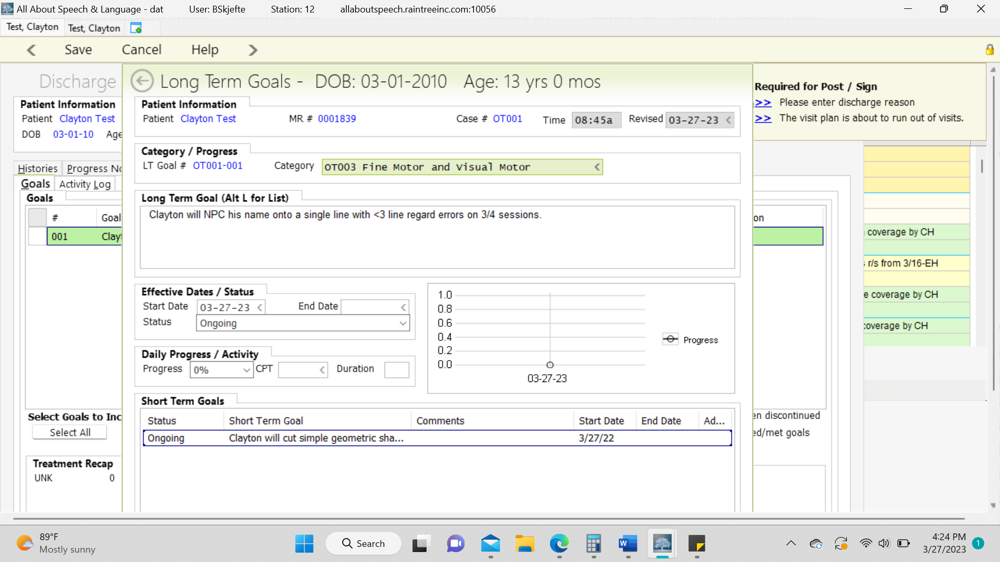 All About Speech & Language - dat User: BSkjefte Station: 12 allaboutspeech.raintreeinc.com:10056
Test, Clayton Test, Clayton
< Save Cancel Help >
Discharge
Patient Information
Patient Clayton Test
DOB 03-01-10 Age
Histories Progress No
Goals Activity Log
Goals
# Goal
001 Clayt
Select Goals to Inc
Select All
Treatment Recap
UNK 0
Long Term Goals - DOB: 03-01-2010 Age: 13 yrs 0 mos
Patient Information
Patient Clayton Test MR # 0001839 Case # OT001 Time 08:45a Revised 03-27-23 <
Category / Progress
LT Goal # OT001-001 Category OT003 Fine Motor and Visual Motor <
Long Term Goal (Alt L for List)
Clayton will NPC his name onto a single line with <3 line regard errors on 3/4 sessions.
Effective Dates / Status
Start Date 03-27-23 < End Date <
Status Ongoing
Daily Progress / Activity
Progress 0% CPT < Duration
1.0
0.8
0.6
0.4
0.2
0.0
03-27-23
Progress
Short Term Goals
Status Short Term Goal Comments Start Date End Date Ad...
Ongoing Clayton will cut simple geometric sha... 3/27/22
Required for Post / Sign
>> Please enter discharge reason
>> The visit plan is about to run out of visits.
on
coverage by CH
r/s from 3/16-EH
e coverage by CH
coverage by CH
en discontinued
ed/met goals
89°F
Mostly sunny
Search
4:24 PM
3/27/2023
1